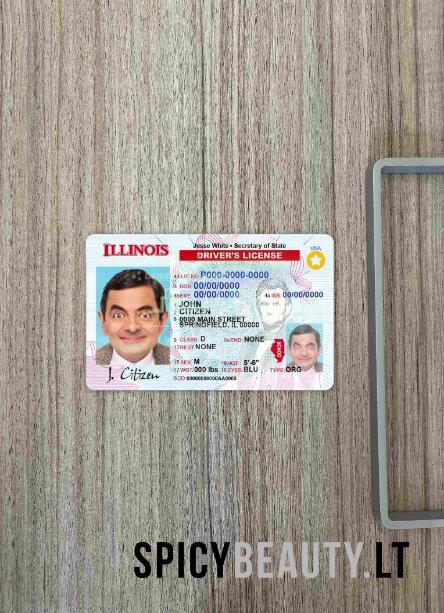 ILLINOIS
Jesse White • Secretary of State
USA
DRIVER'S LICENSE
4d LIC NO. P000-0000-0000
3. DOB: 00/00/0000
4b EXP: 00/00/0000 4a ISS: 00/00/0000
1 JOHN
2 CITIZEN
8 0000 MAIN STREET
SPRINGFIELD, IL 00000
9 CLASS: D 9a END: NONE
12 REST: NONE
DONOR
15 SEX: M 16 HGT: 5'-6"
17 WGT: 000 lbs 18 EYES: BLU TYPE: ORG
5 DD 00000000000AA0000
J. Citizen
SPICYBEAUTY.LT